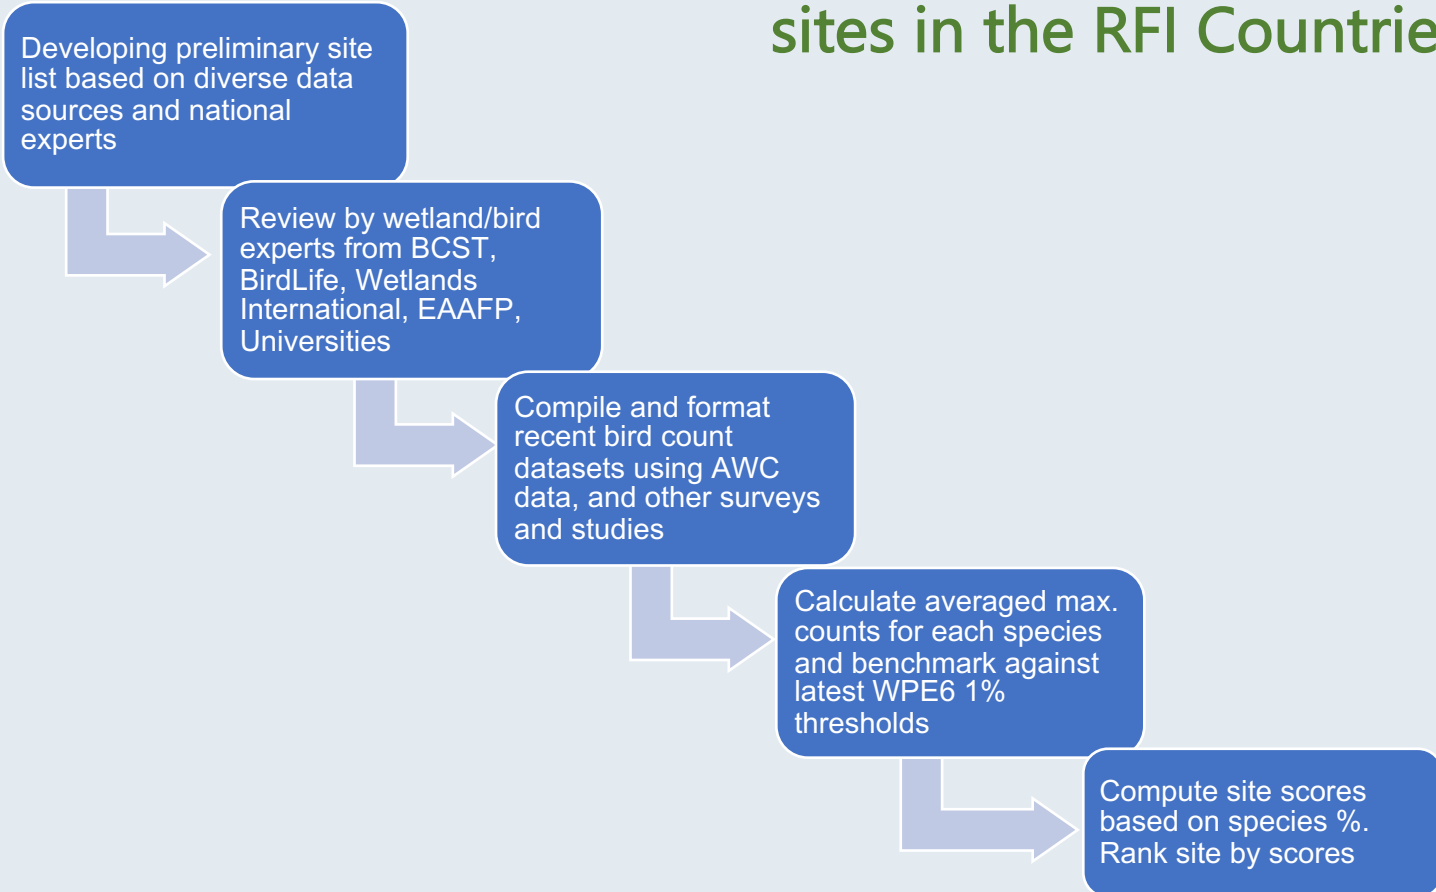 sites in the RFI Countrie
Developing preliminary site
list based on diverse data
sources and national
experts
Review by wetland/bird
experts from BCST,
BirdLife, Wetlands
International, EAAFP,
Universities
Compile and format
recent bird count
datasets using AWC
data, and other surveys
and studies
Calculate averaged max.
counts for each species
and benchmark against
latest WPE6 1%
thresholds
Compute site scores
based on species %.
Rank site by scores